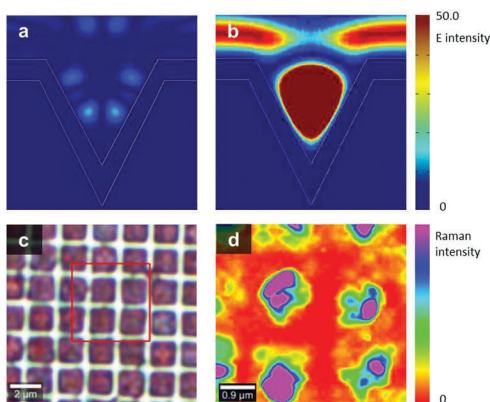 a
b
50.0
E intensity
0
c
2 µm
d
0.9 µm
Raman
intensity
0